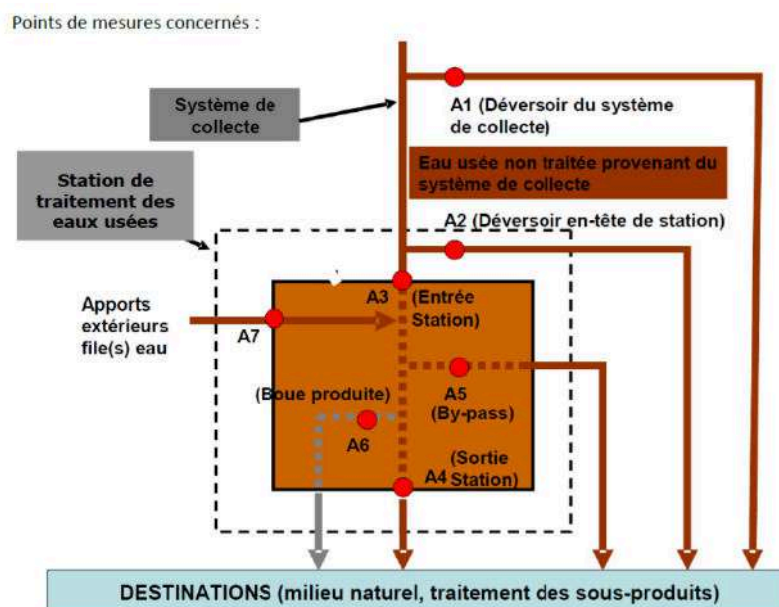 Points de mesures concernés :
Système de
collecte
A1 (Déversoir du système
de collecte)
Eau usée non traitée provenant du
système de collecte
Station de
traitement des
eaux usées
A2 (Déversoir en-tête de station)
A3
(Entrée
Station)
Apports
extérieurs
file(s) eau
A7
(Boue produite)
A5
(By-pass)
A6
(Sortie
Station)
A4
DESTINATIONS (milieu naturel, traitement des sous-produits)